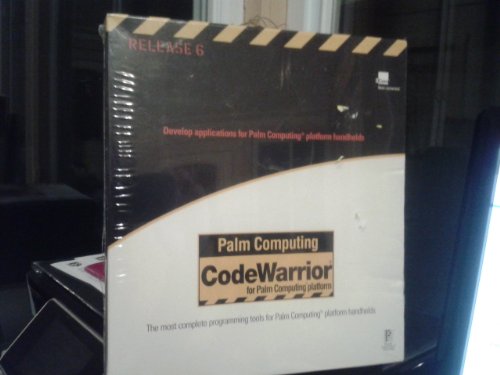 RELEASE 6
Develop applications for Palm Computing® platform handhelds
Palm Computing
CodeWarrior
for Palm Computing platform
The most complete programming tools for Palm Computing® platform handhelds